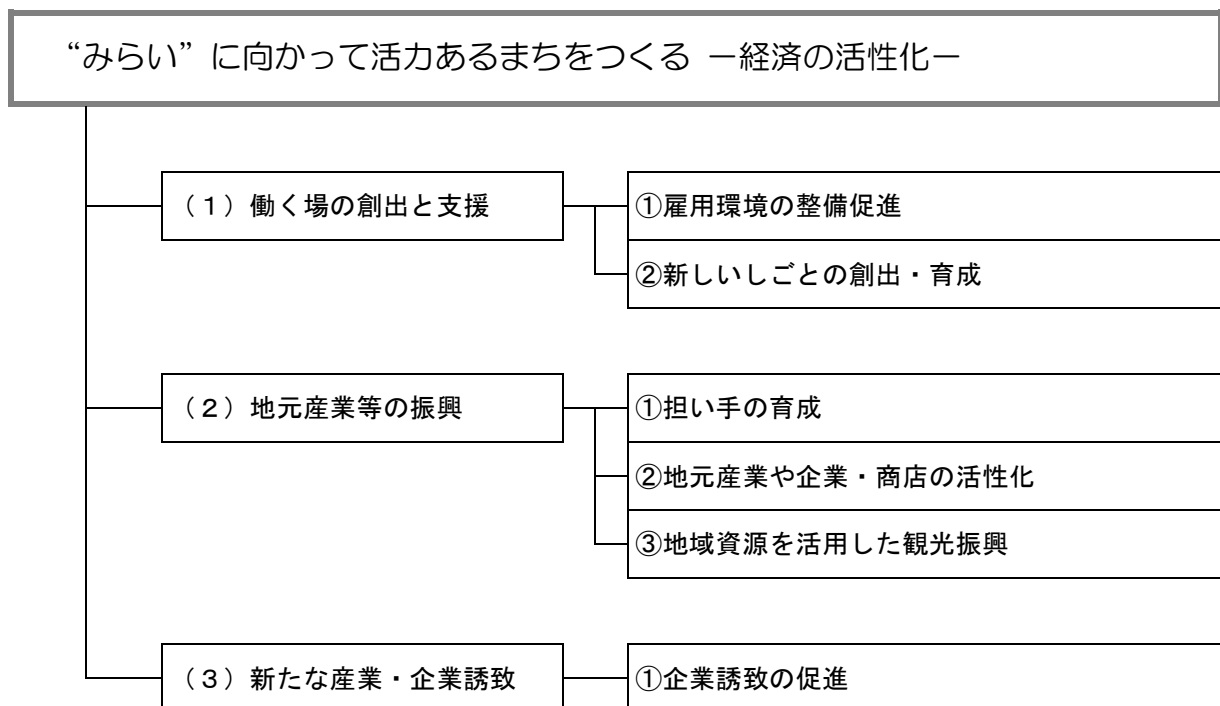 “みらい” に向かって活力あるまちをつくる ー経済の活性化ー
（１）働く場の創出と支援
①雇用環境の整備促進
②新しいしごとの創出・育成
（２）地元産業等の振興
①担い手の育成
②地元産業や企業・商店の活性化
③地域資源を活用した観光振興
（３）新たな産業・企業誘致
①企業誘致の促進